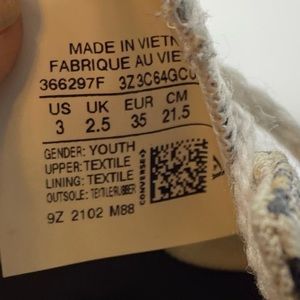 MADE IN VIETN
FABRIQUE AU VIE
366297F 3Z3C64GC0
US UK EUR CM
3 2.5 35 21.5
GENDER: YOUTH
UPPER: TEXTILE
LINING: TEXTILE
OUTSOLE: TEXTILE/RUBBER
CONVERSE
9Z 2102 M88